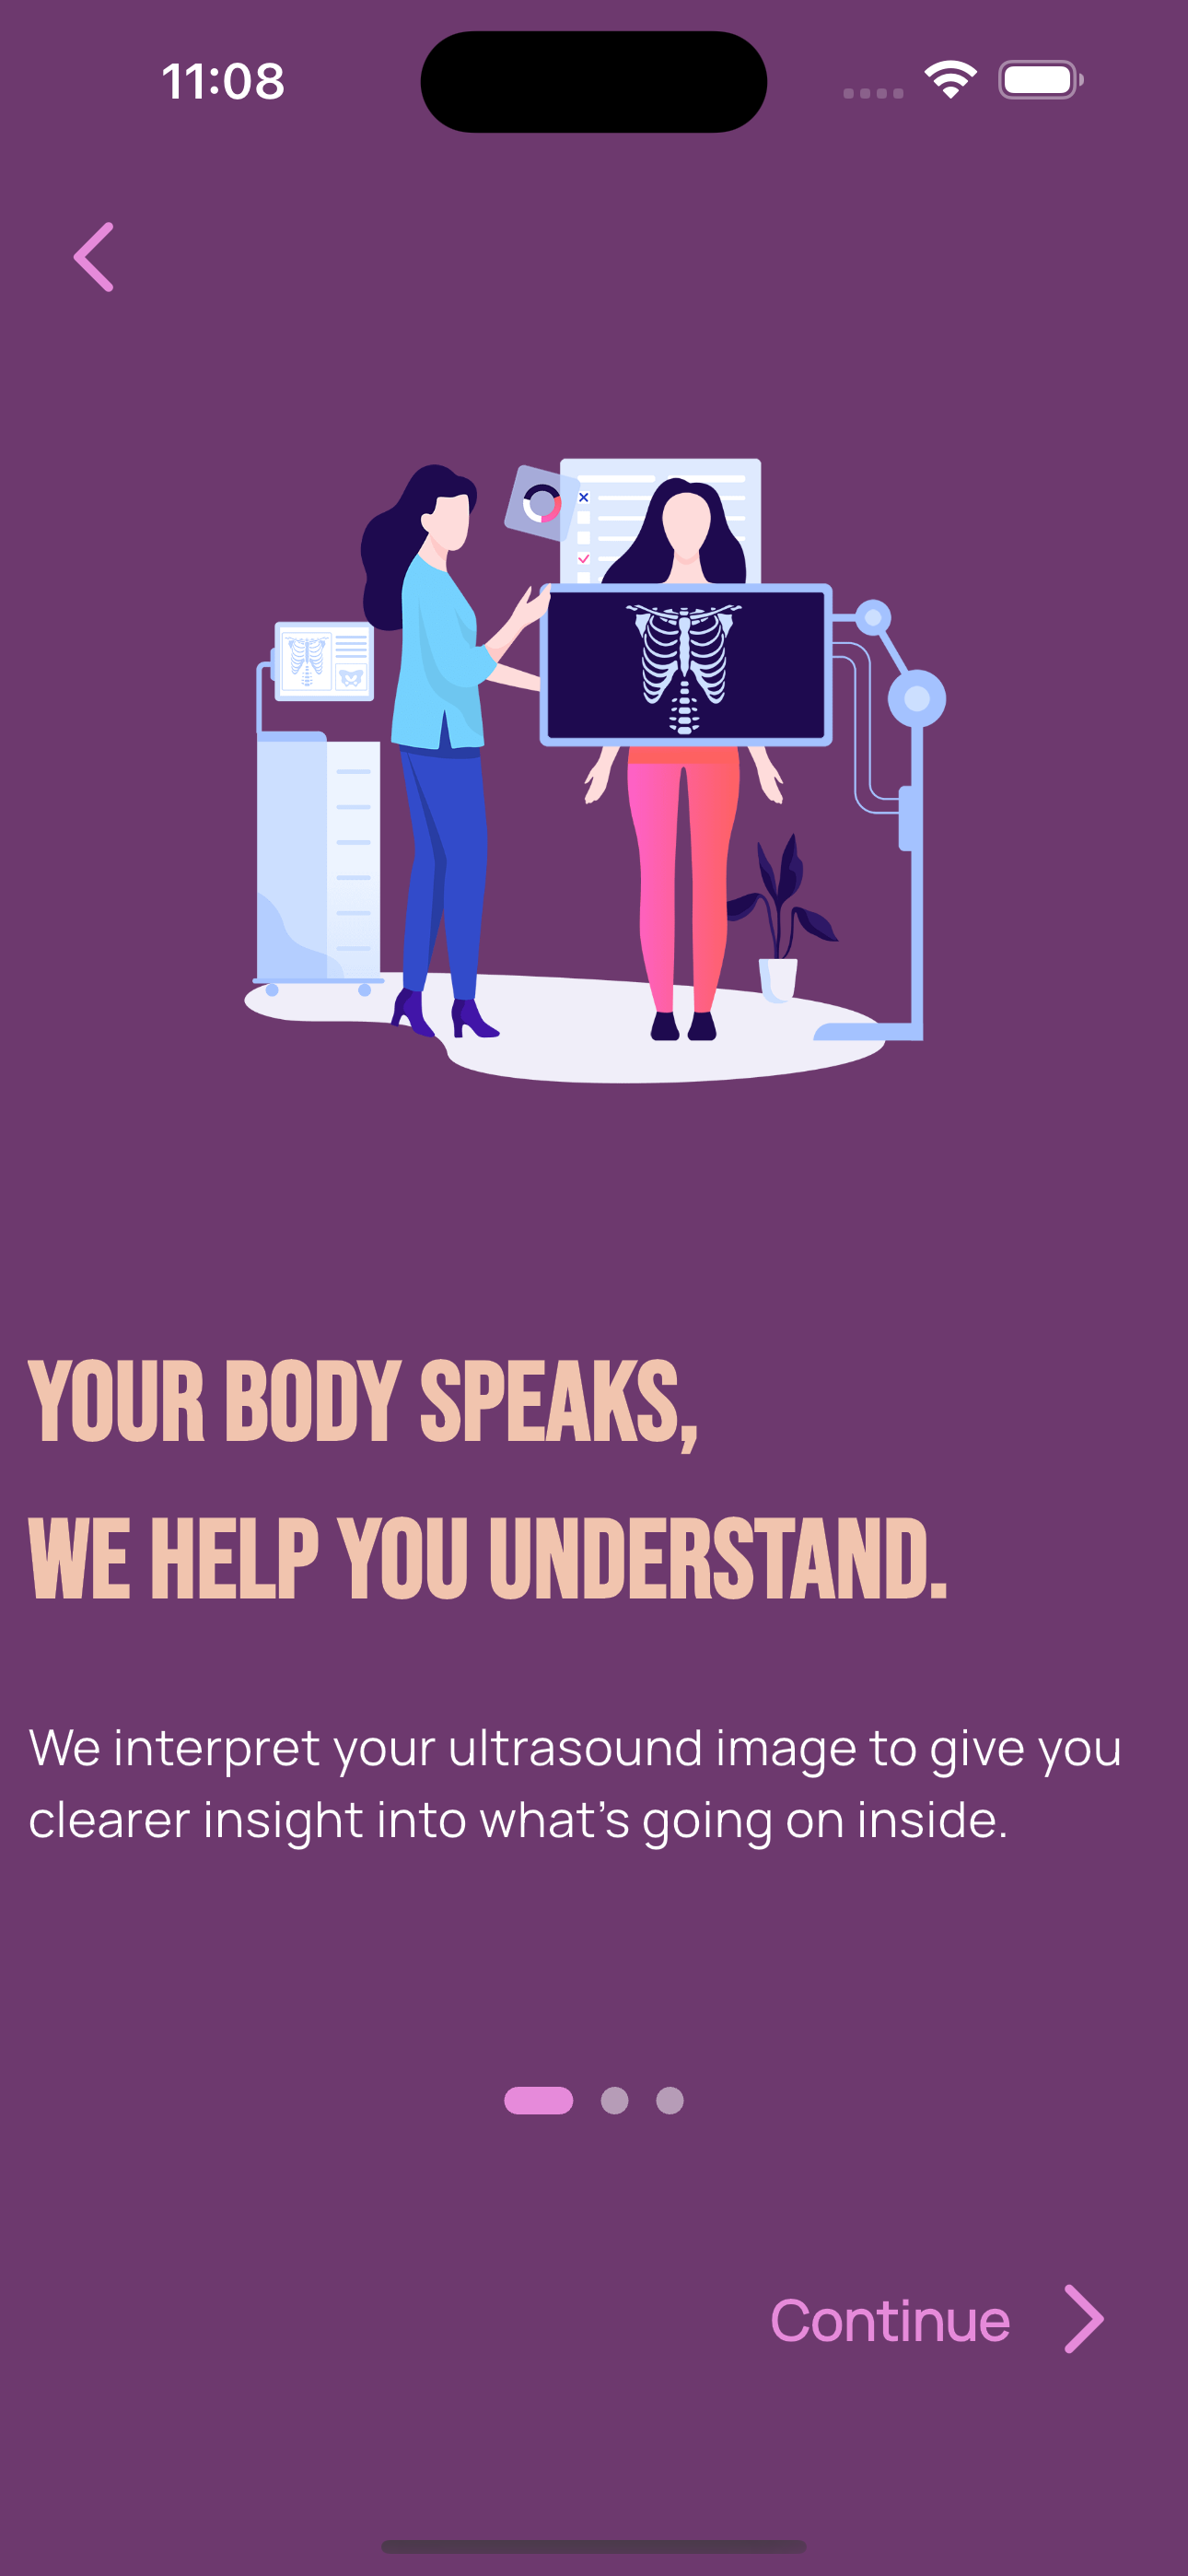 11:08
YOUR BODY SPEAKS,
WE HELP YOU UNDERSTAND.
We interpret your ultrasound image to give you
clearer insight into what's going on inside.
Continue